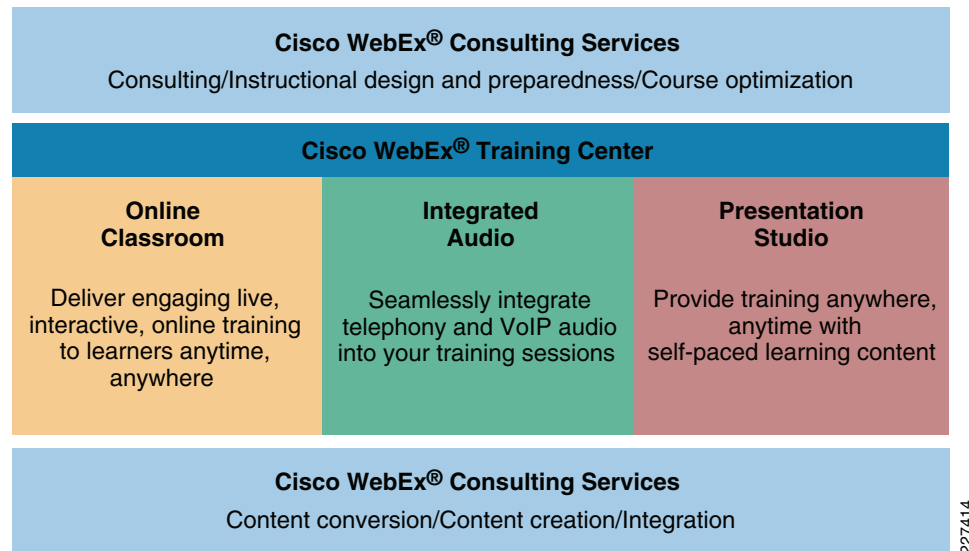 Cisco WebEx® Consulting Services
Consulting/Instructional design and preparedness/Course optimization
Cisco WebEx® Training Center
Online
Classroom
Deliver engaging live,
interactive, online training
to learners anytime,
anywhere
Integrated
Audio
Seamlessly integrate
telephony and VoIP audio
into your training sessions
Presentation
Studio
Provide training anywhere,
anytime with
self-paced learning content
Cisco WebEx® Consulting Services
Content conversion/Content creation/Integration
227414